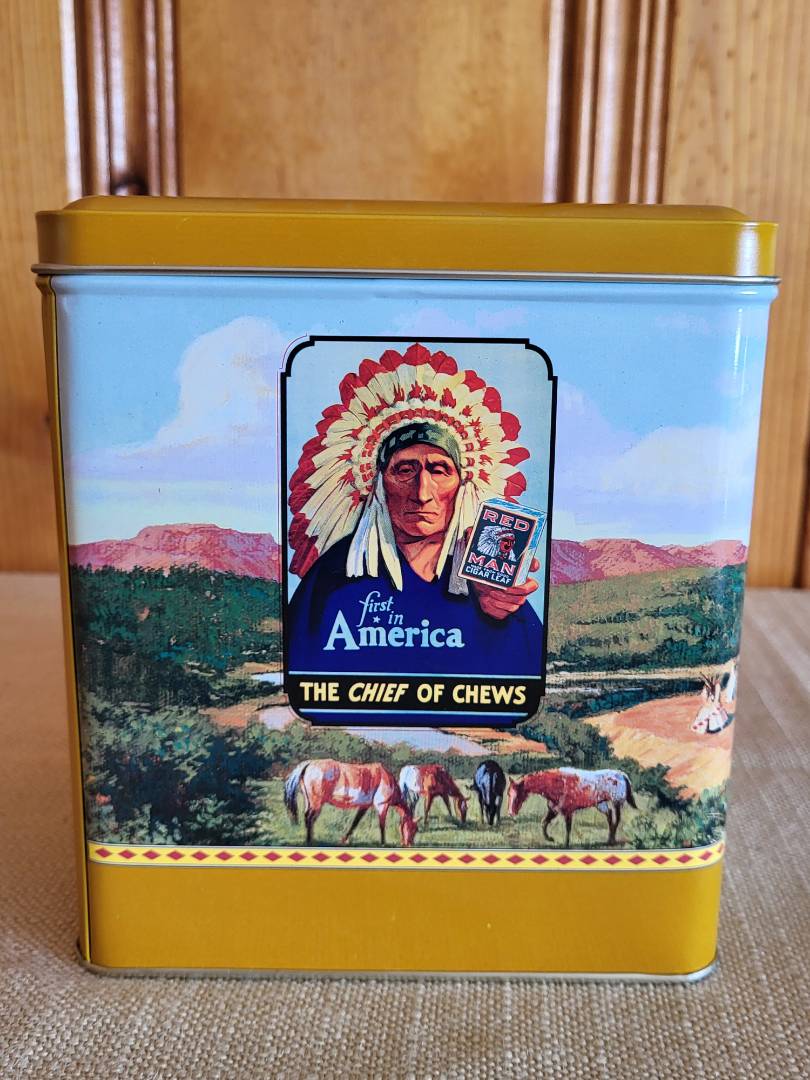 RED
MAN
CIGAR LEAF
first
in
America
THE CHIEF OF CHEWS